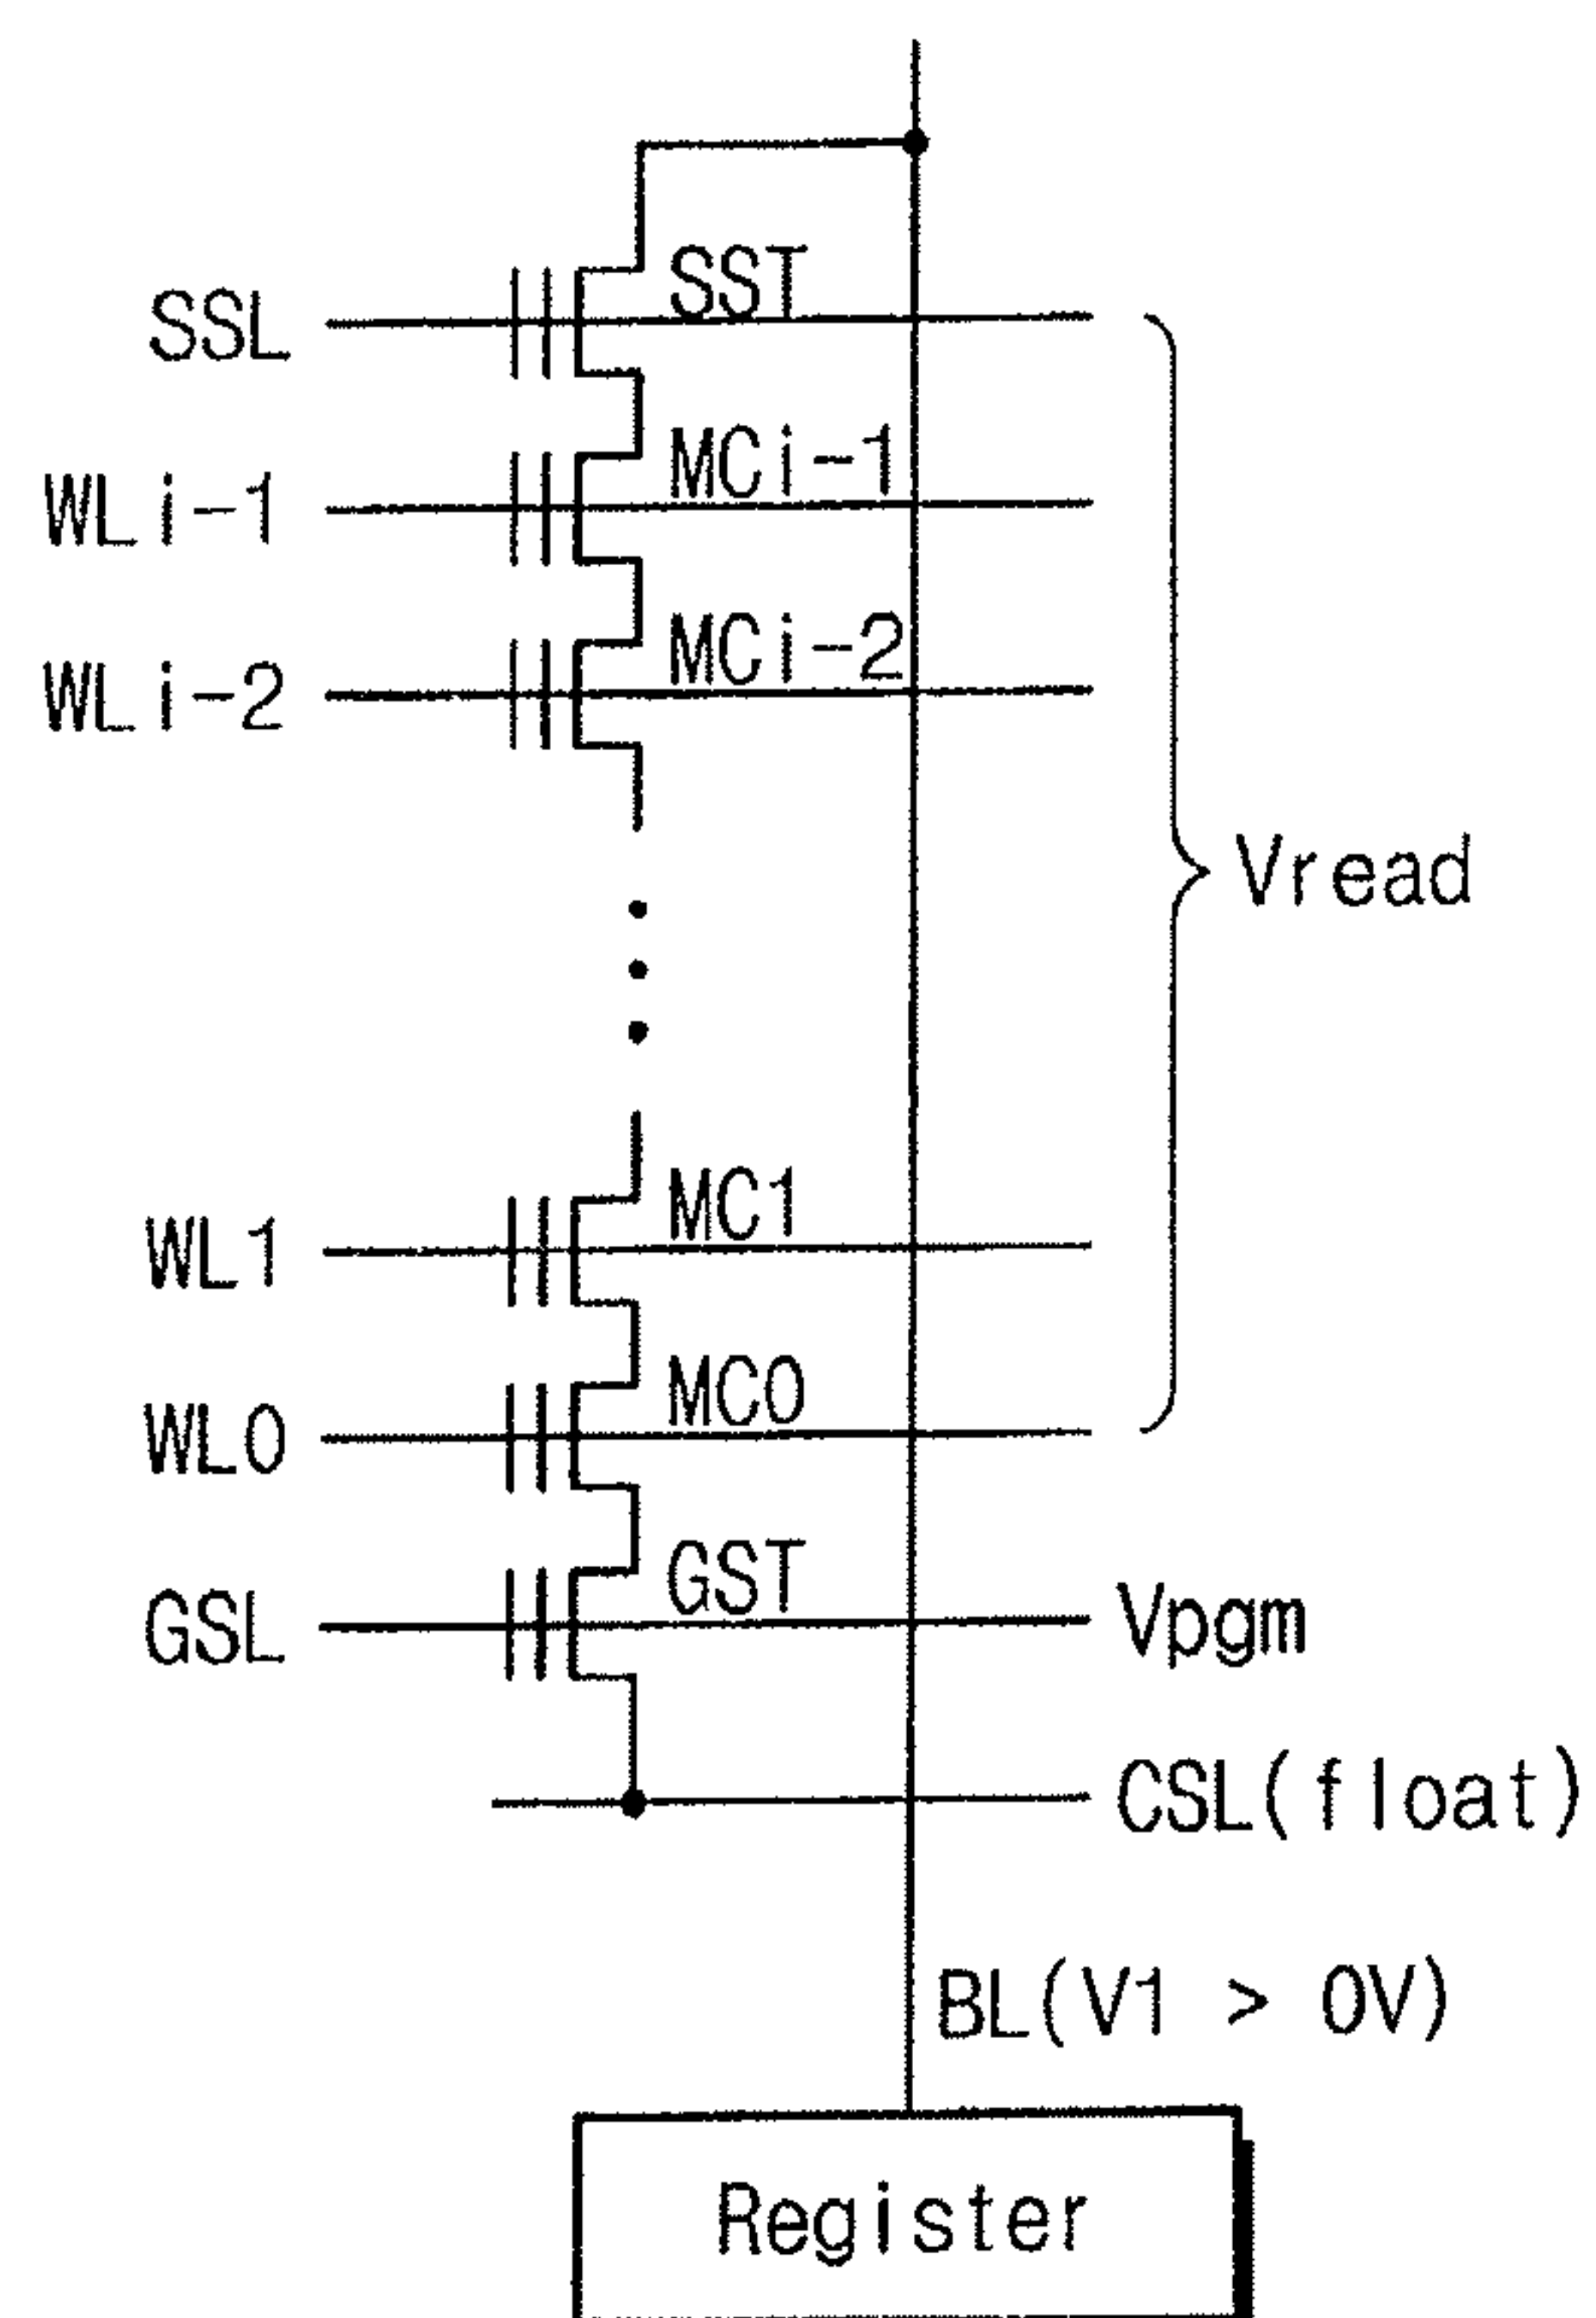 SST
SSL
MCi-1
WLi-1
MCi-2
WLi-2
Vread
MC1
WL1
MC0
WL0
GST
GSL
Vpgm
CSL(float)
BL(V1 > 0V)
Register